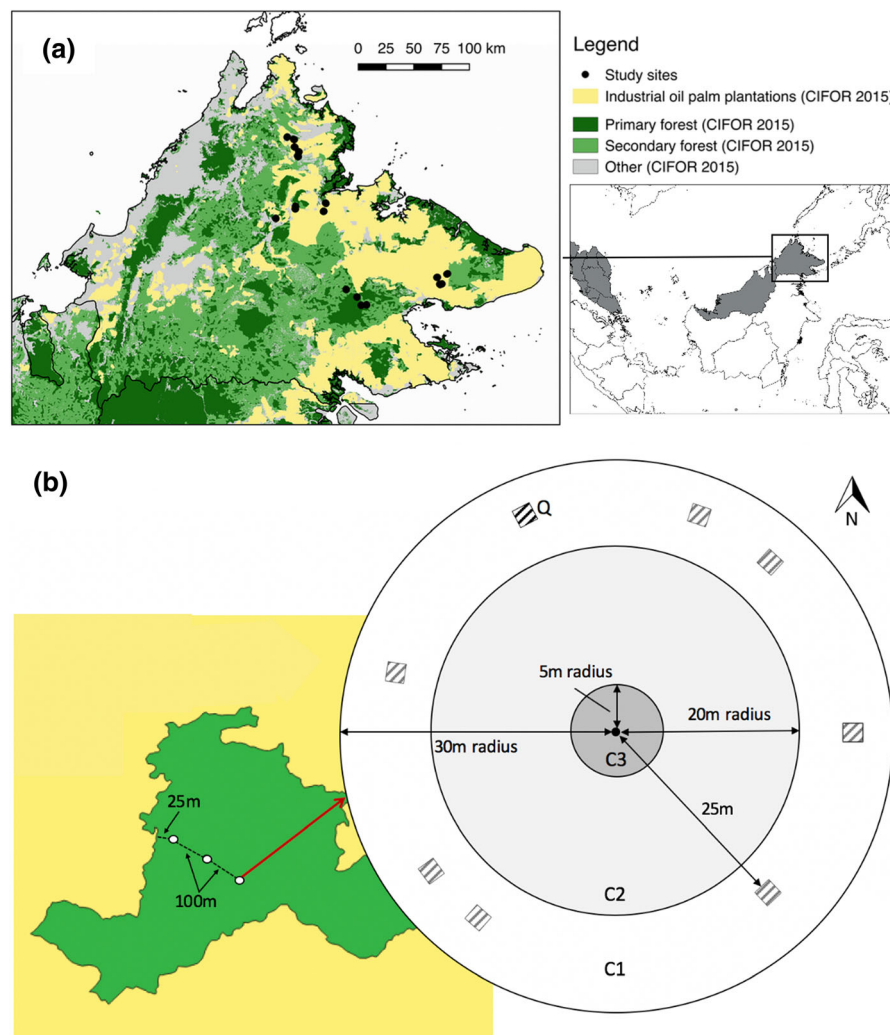 (a)
0 25 50 75 100 km
Legend
Study sites
Industrial oil palm plantations (CIFOR 2015)
Primary forest (CIFOR 2015)
Secondary forest (CIFOR 2015)
Other (CIFOR 2015)
(b)
Q
N
5m radius
20m radius
30m radius
C3
25m
25m
100m
C2
C1